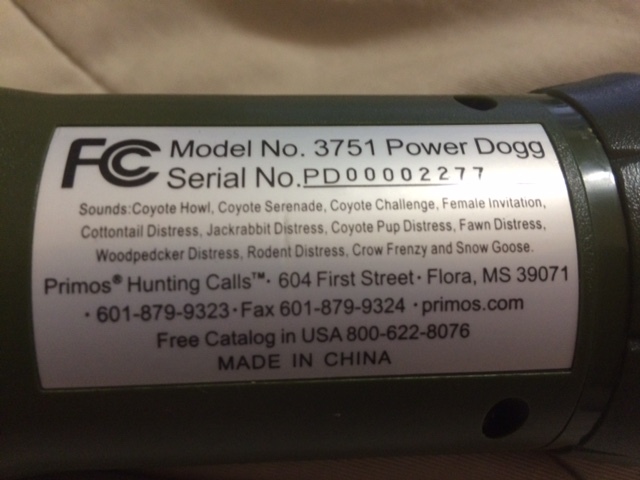 FC Model No. 3751 Power Dogg
Serial No. PD00002277
Sounds:Coyote Howl, Coyote Serenade, Coyote Challenge, Female Invitation,
Cottontail Distress, Jackrabbit Distress, Coyote Pup Distress, Fawn Distress,
Woodpedcker Distress, Rodent Distress, Crow Frenzy and Snow Goose.
Primos® Hunting Calls™· 604 First Street· Flora, MS 39071
· 601-879-9323·Fax 601-879-9324 ·primos.com
Free Catalog in USA 800-622-8076
MADE IN CHINA